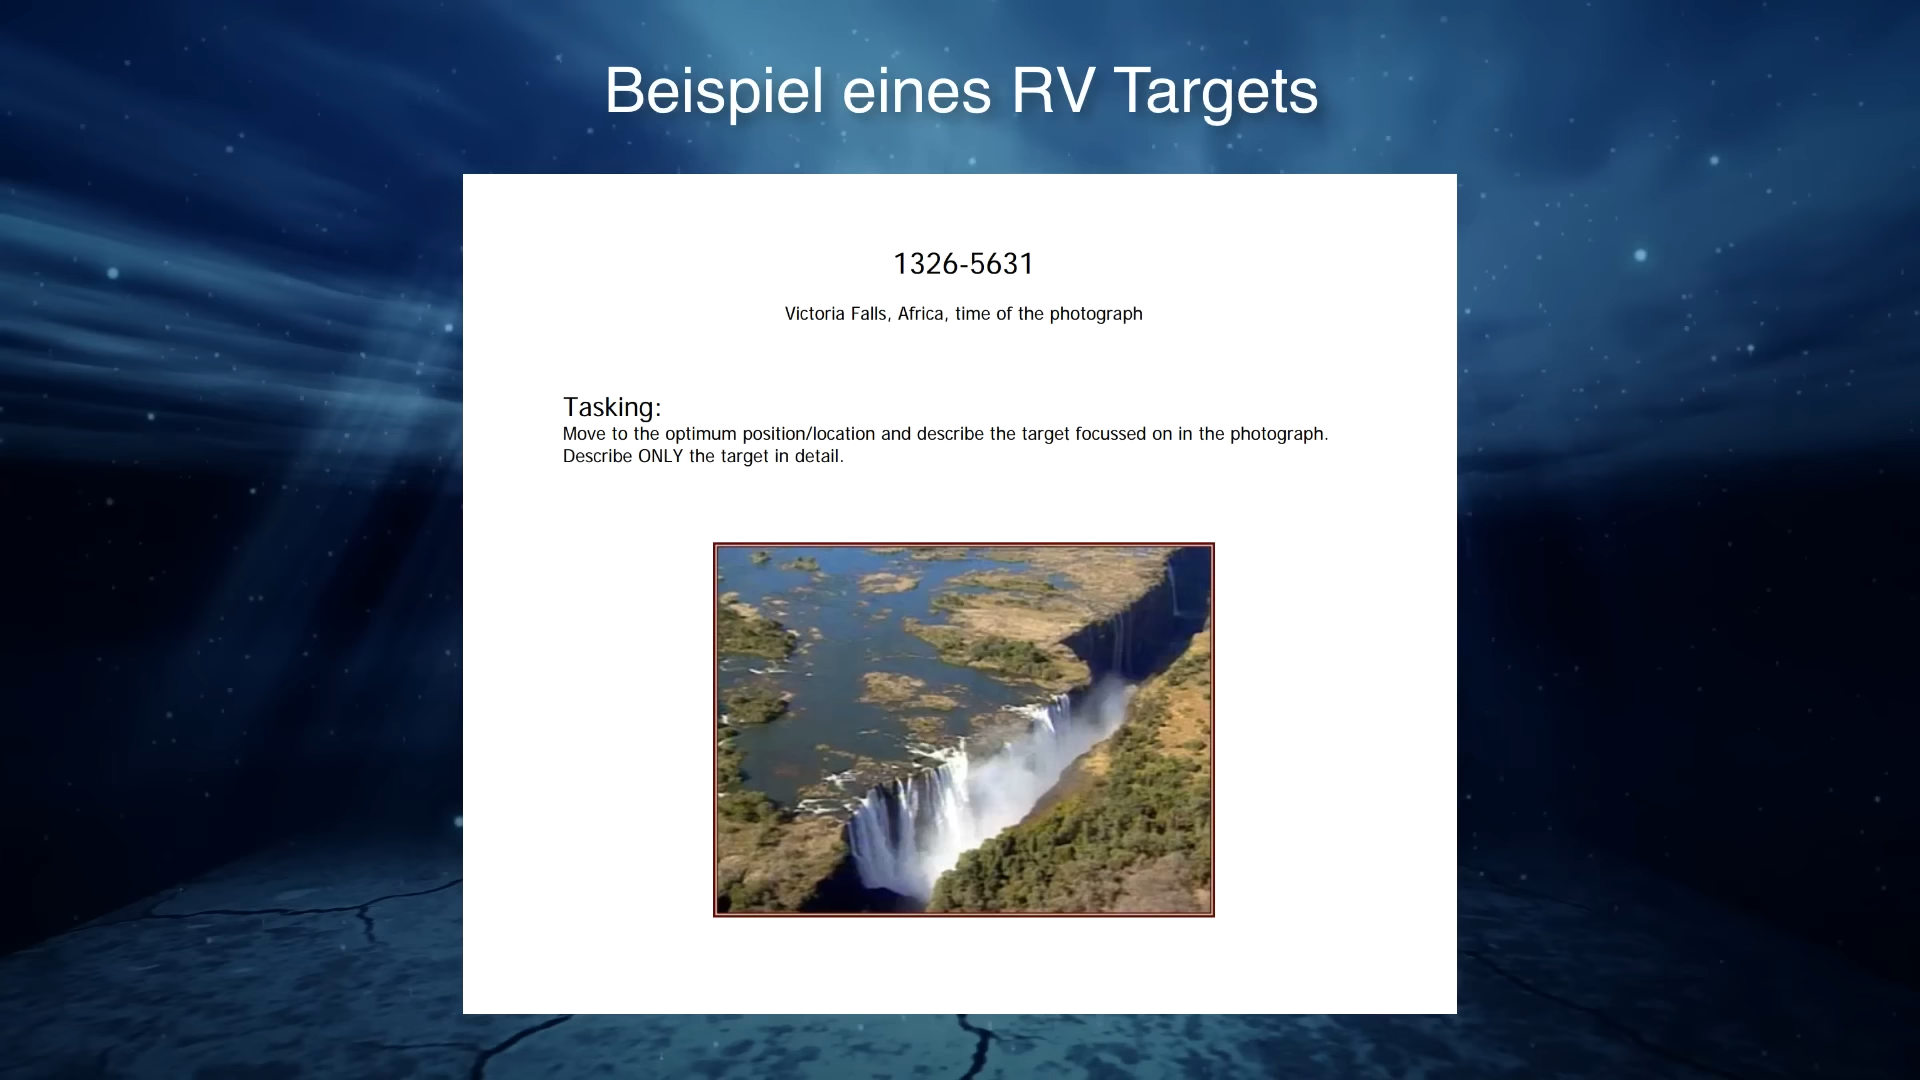 Beispiel eines RV Targets
1326-5631
Victoria Falls, Africa, time of the photograph
Tasking:
Move to the optimum position/location and describe the target focussed on in the photograph.
Describe ONLY the target in detail.